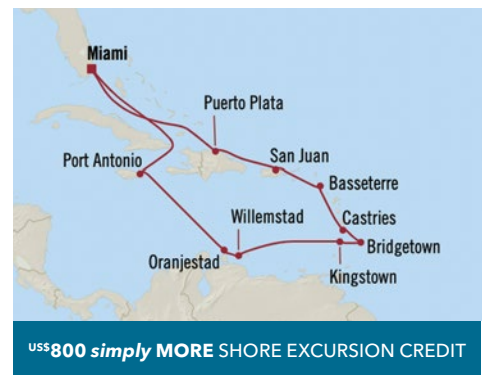 Miami
Puerto Plata
San Juan
Port Antonio
Basseterre
Willemstad
Castries
Bridgetown
Oranjestad
Kingstown
US$800 simply MORE SHORE EXCURSION CREDIT